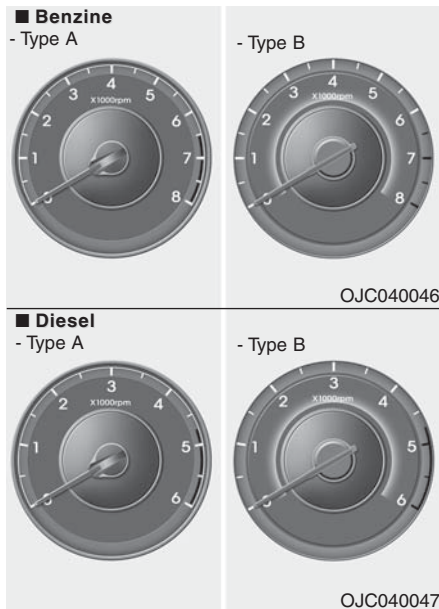 ■ Benzine
- Type A
- Type B
X1000rpm
0 1 2 3 4 5 6 7 8
X1000rpm
0 1 2 3 4 5 6 7 8
OJC040046
■ Diesel
- Type A
- Type B
X1000rpm
0 1 2 3 4 5 6
X1000rpm
0 1 2 3 4 5 6
OJC040047